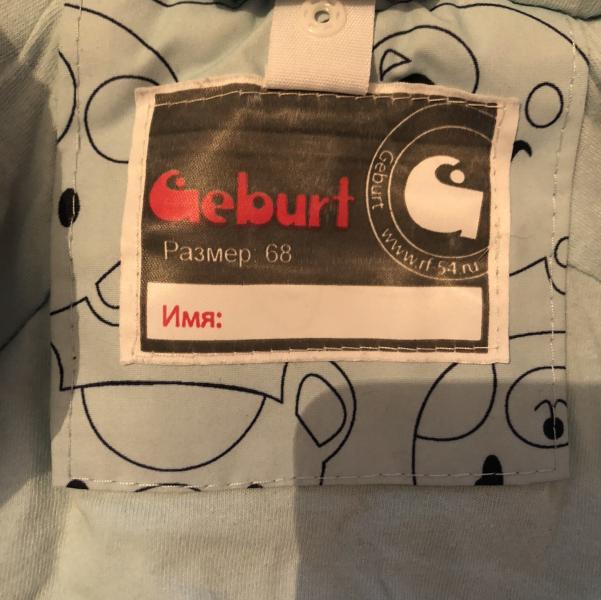 Geburt
Размер: 68
Имя:
Geburt
www.rf54.ru